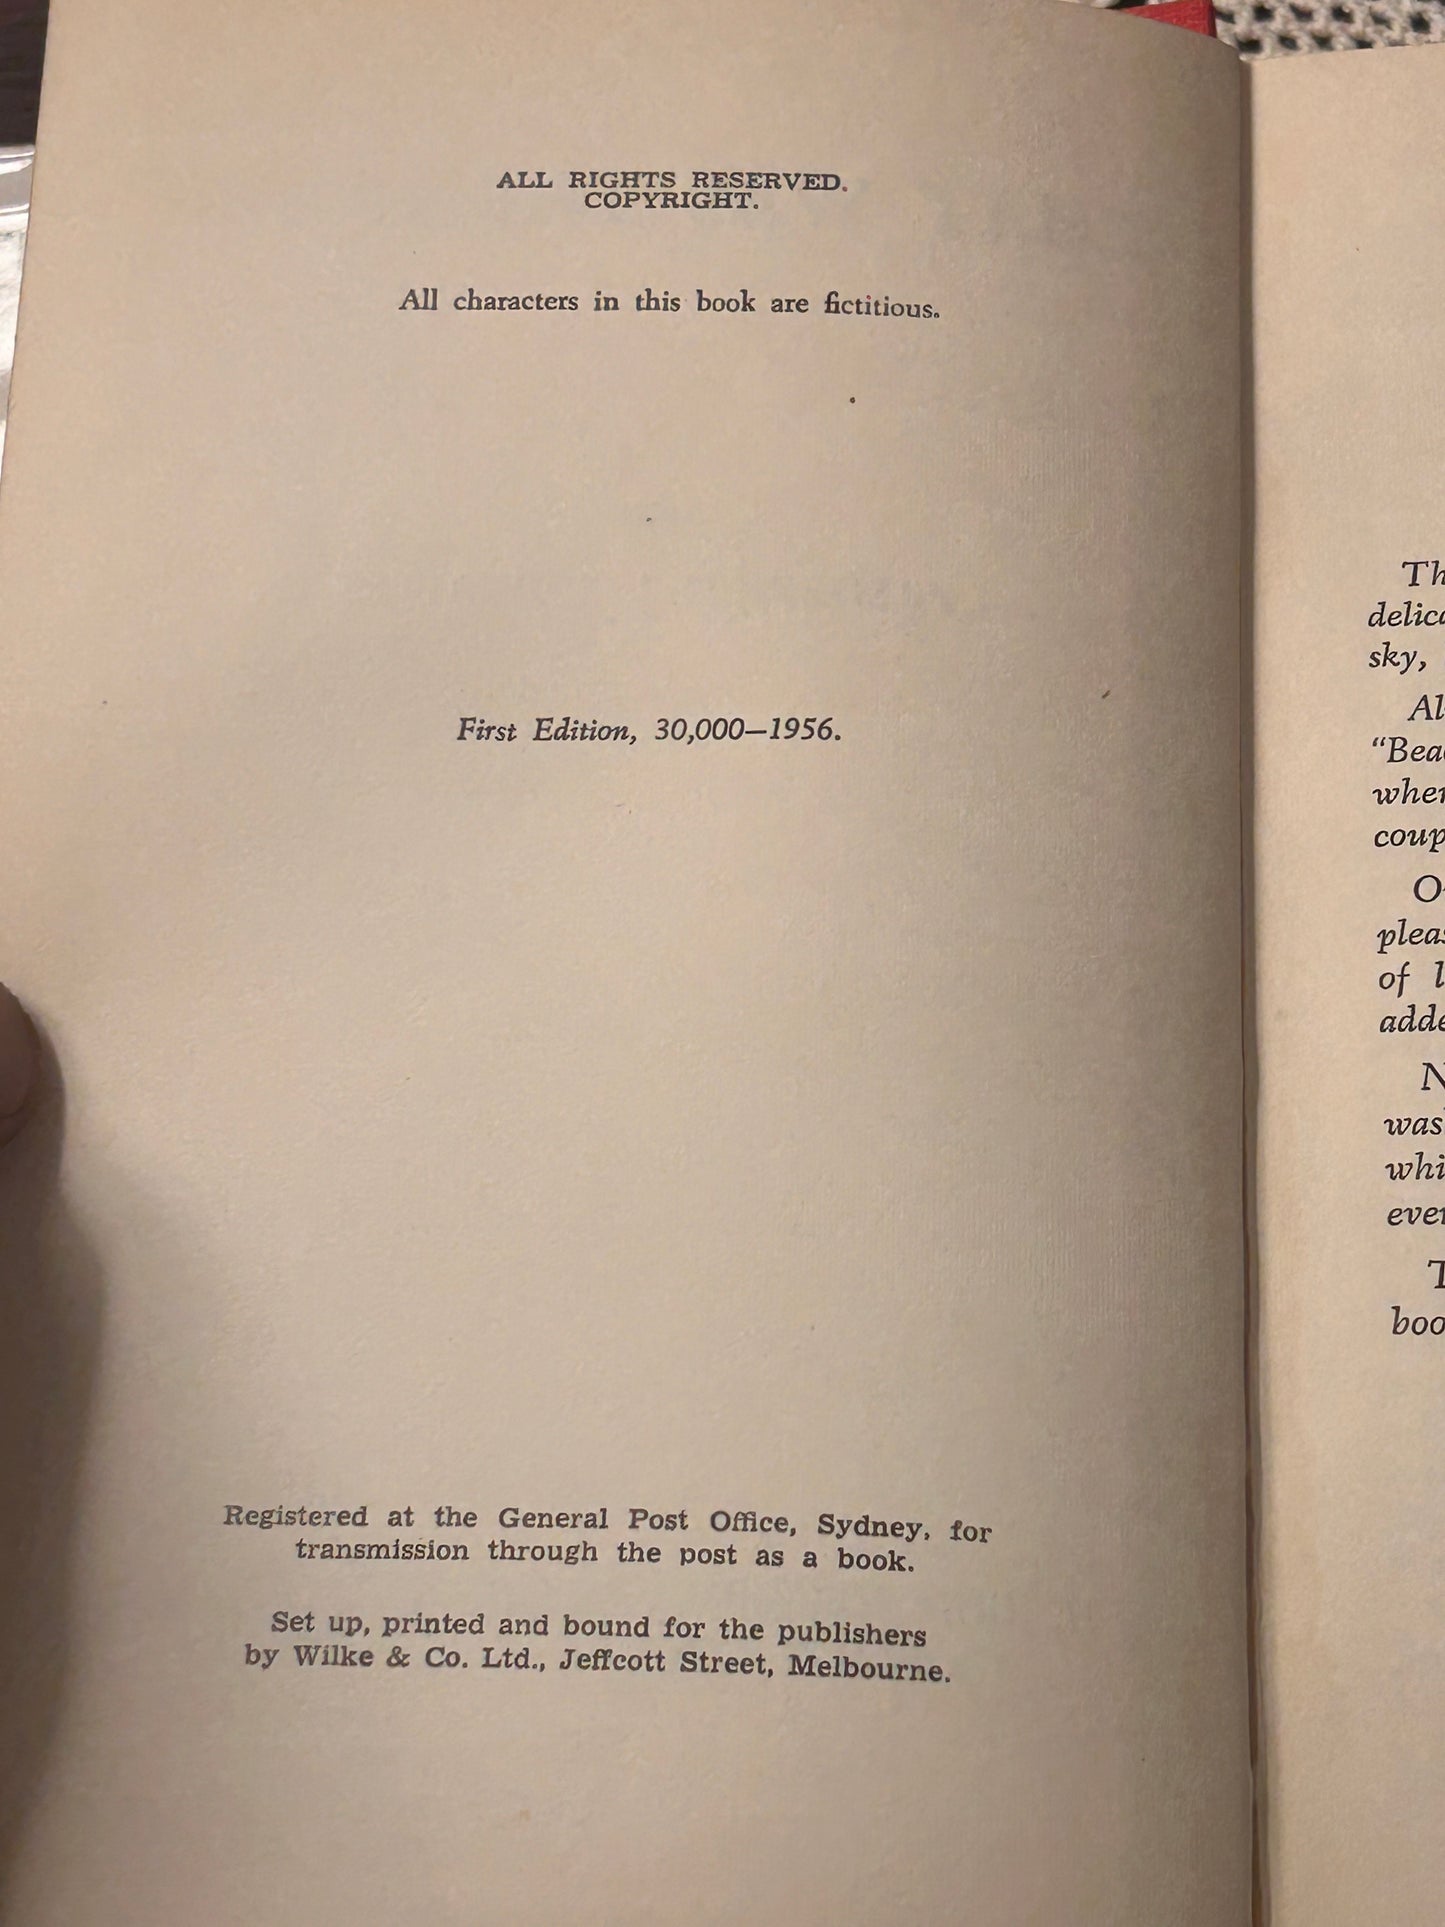 ALL RIGHTS RESERVED.
COPYRIGHT.
All characters in this book are fictitious.
First Edition, 30,000—1956.
Registered at the General Post Office, Sydney, for
transmission through the post as a book.
Set up, printed and bound for the publishers
by Wilke & Co. Ltd., Jeffcott Street, Melbourne.
sky,
of